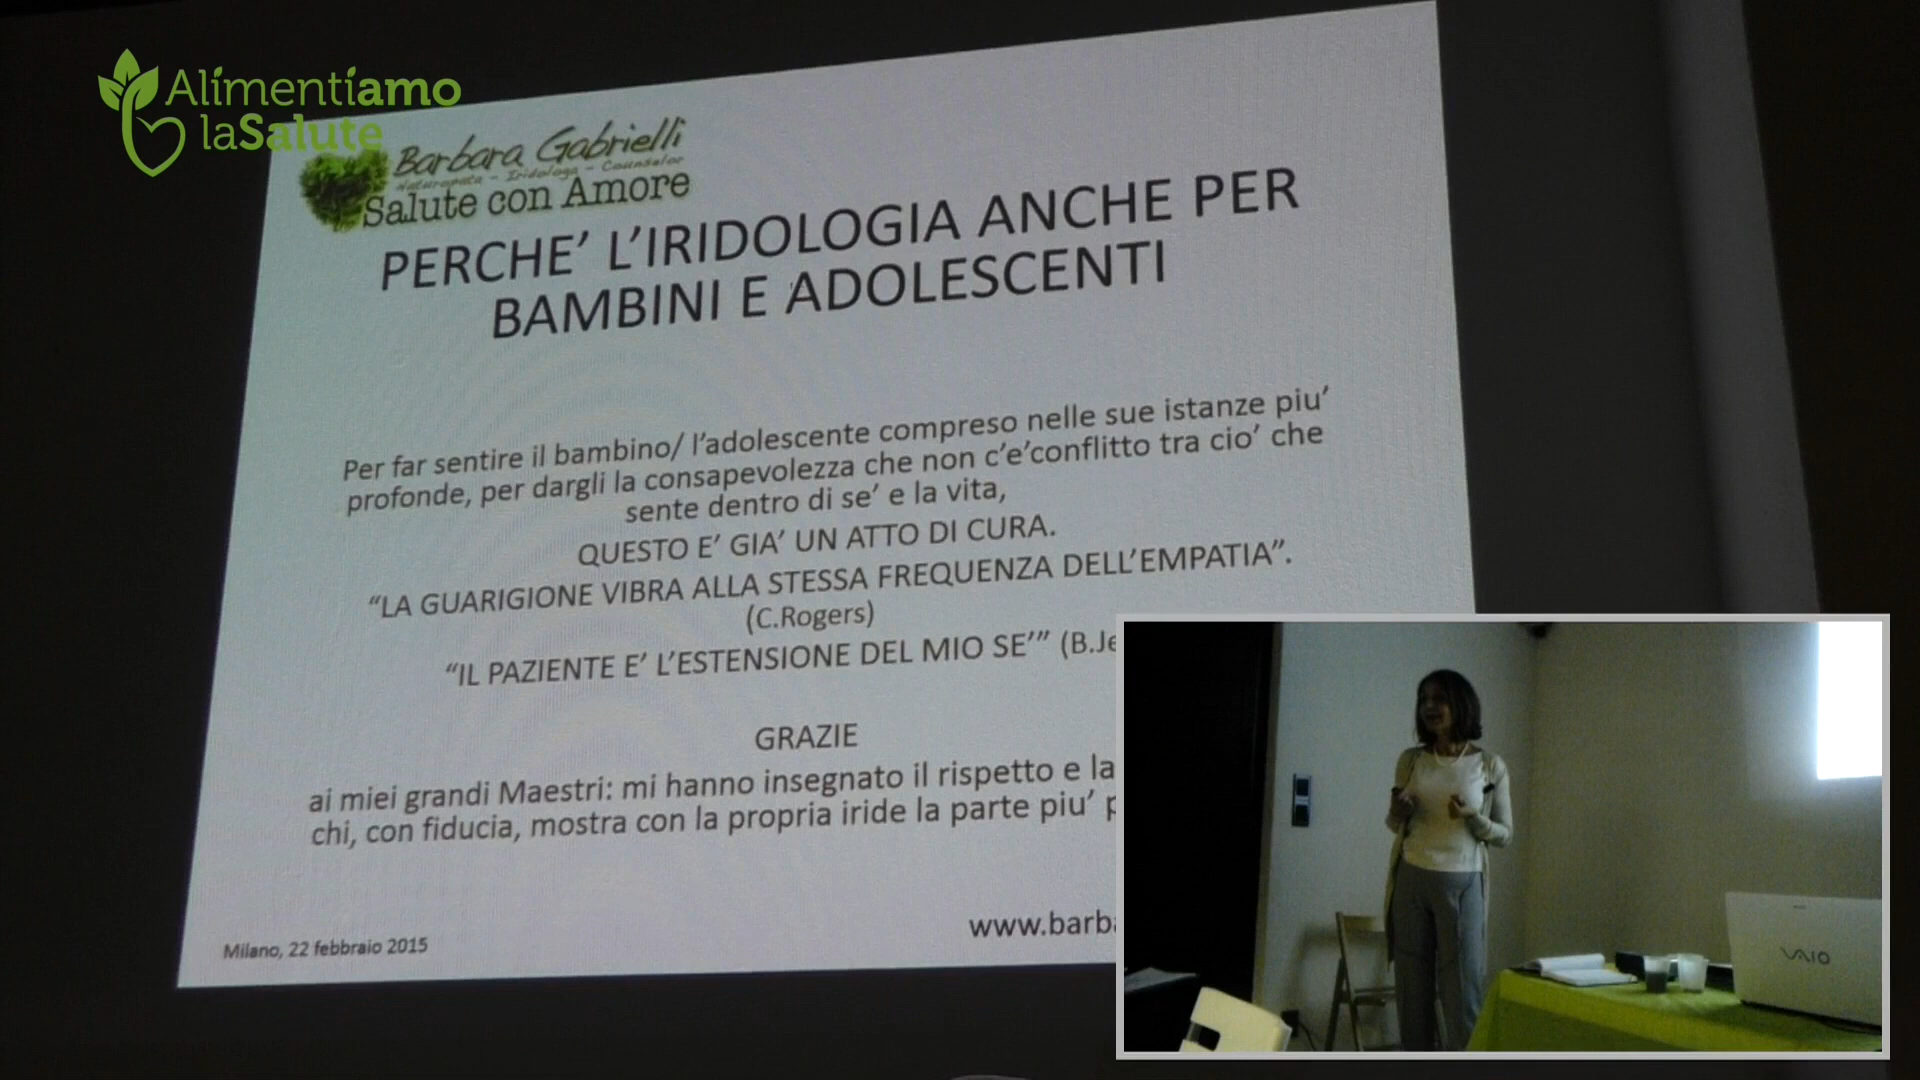 Alimentiamo
laSalute
Barbara Gabrielli
Naturopata - Iridologa - Counselor
Salute con Amore
PERCHE' L'IRIDOLOGIA ANCHE PER
BAMBINI E ADOLESCENTI
Per far sentire il bambino/ l'adolescente compreso nelle sue istanze piu'
profonde, per dargli la consapevolezza che non c'e'conflitto tra cio' che
sente dentro di se' e la vita,
QUESTO E' GIA' UN ATTO DI CURA.
“LA GUARIGIONE VIBRA ALLA STESSA FREQUENZA DELL'EMPATIA”.
(C.Rogers)
“IL PAZIENTE E' L'ESTENSIONE DEL MIO SE'” (B.Je
GRAZIE
ai miei grandi Maestri: mi hanno insegnato il rispetto e la
chi, con fiducia, mostra con la propria iride la parte piu' p
www.barba
Milano, 22 febbraio 2015
VAIO